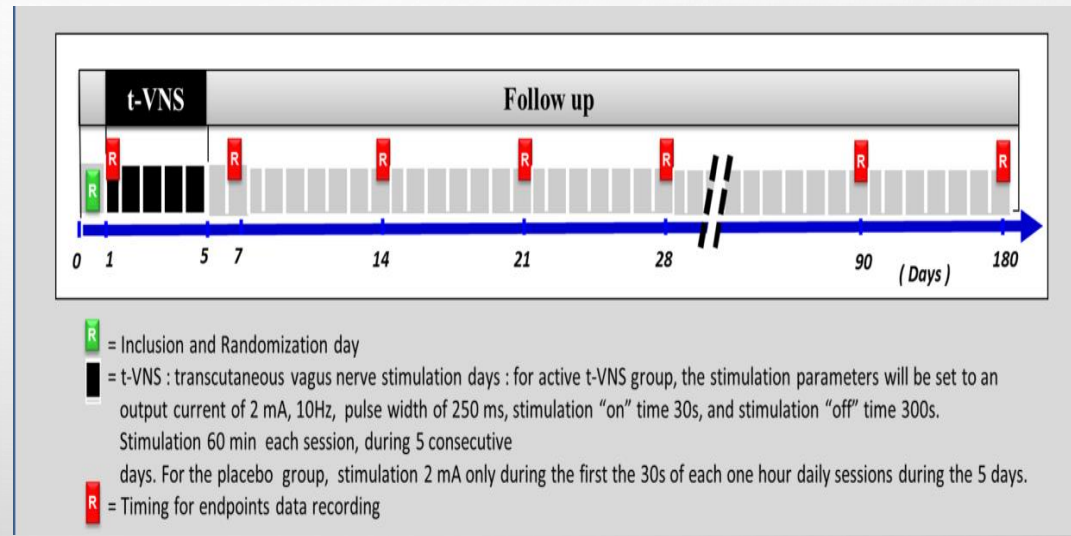 t-VNS Follow up
R R R R R R R
R
0 1 5 7 14 21 28 90 180
( Days )
R = Inclusion and Randomization day
= t-VNS : transcutaneous vagus nerve stimulation days : for active t-VNS group, the stimulation parameters will be set to an
output current of 2 mA, 10Hz, pulse width of 250 ms, stimulation “on” time 30s, and stimulation “off” time 300s.
Stimulation 60 min each session, during 5 consecutive
days. For the placebo group, stimulation 2 mA only during the first the 30s of each one hour daily sessions during the 5 days.
R = Timing for endpoints data recording